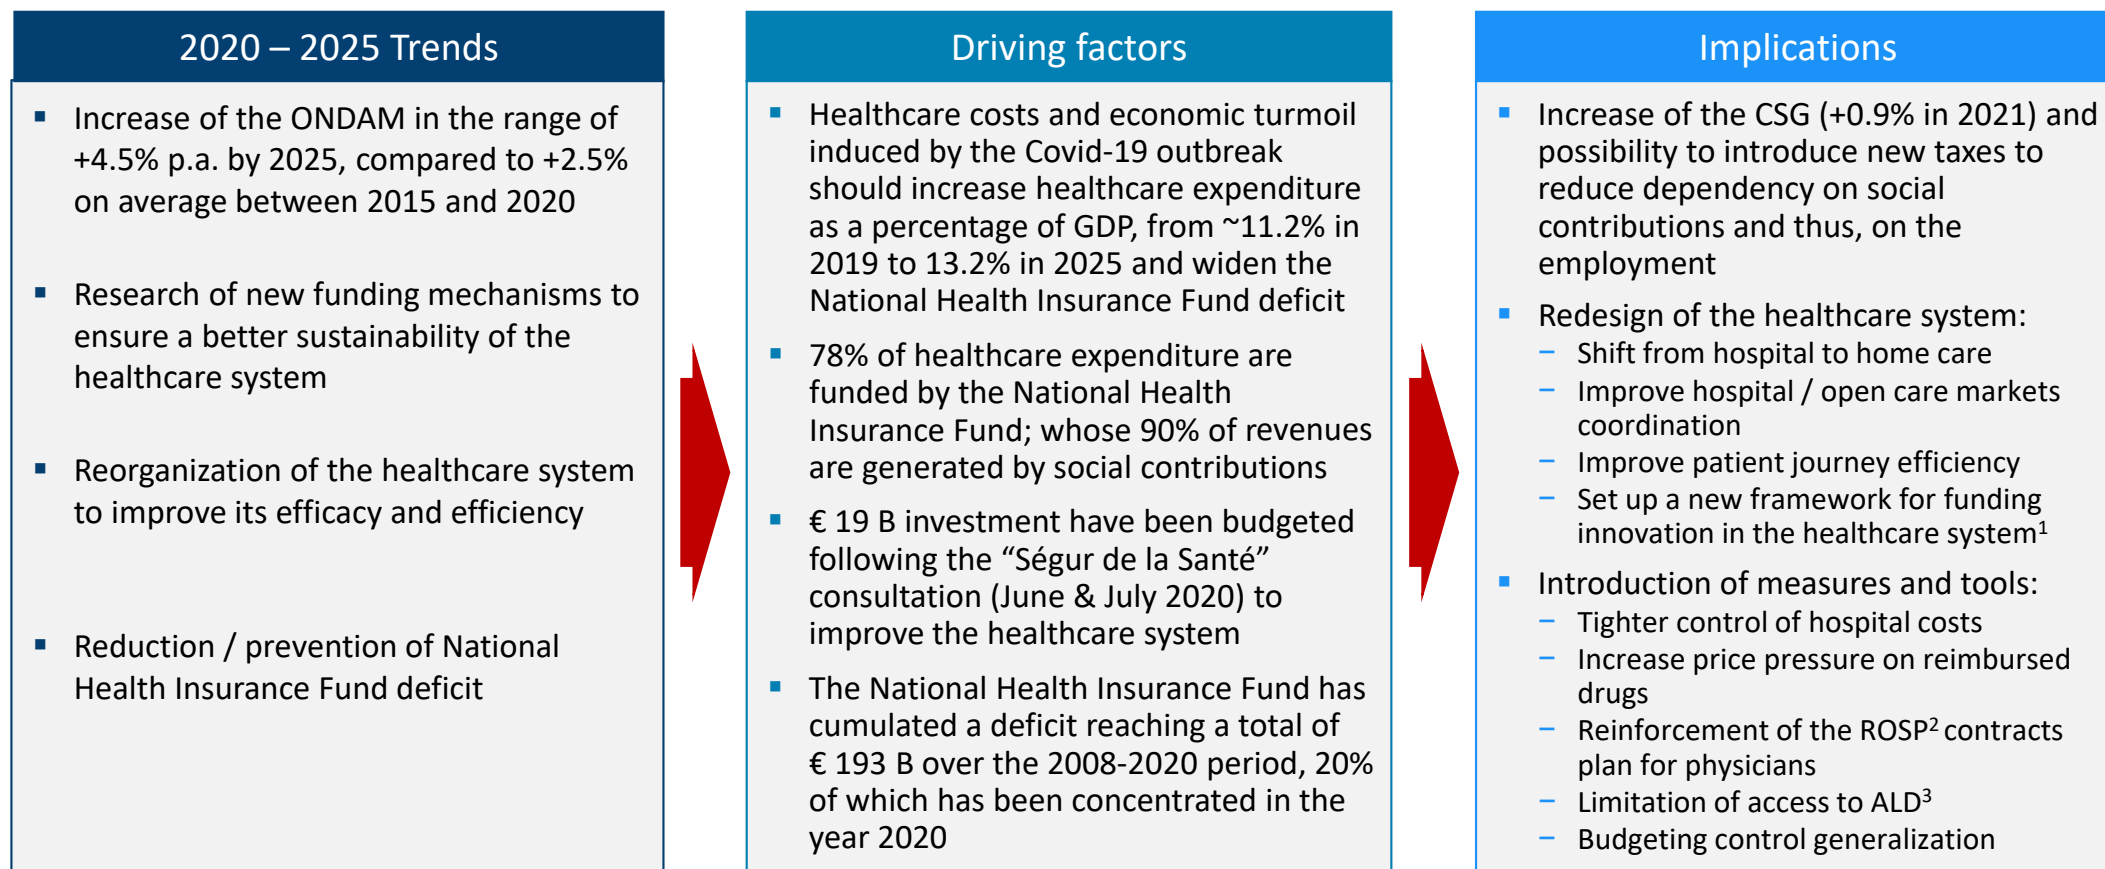 2020 – 2025 Trends
▪ Increase of the ONDAM in the range of
+4.5% p.a. by 2025, compared to +2.5%
on average between 2015 and 2020
▪ Research of new funding mechanisms to
ensure a better sustainability of the
healthcare system
▪ Reorganization of the healthcare system
to improve its efficacy and efficiency
▪ Reduction / prevention of National
Health Insurance Fund deficit
Driving factors
▪ Healthcare costs and economic turmoil
induced by the Covid-19 outbreak
should increase healthcare expenditure
as a percentage of GDP, from ~11.2% in
2019 to 13.2% in 2025 and widen the
National Health Insurance Fund deficit
▪ 78% of healthcare expenditure are
funded by the National Health
Insurance Fund; whose 90% of revenues
are generated by social contributions
▪ € 19 B investment have been budgeted
following the “Ségur de la Santé”
consultation (June & July 2020) to
improve the healthcare system
▪ The National Health Insurance Fund has
cumulated a deficit reaching a total of
€ 193 B over the 2008-2020 period, 20%
of which has been concentrated in the
year 2020
Implications
▪ Increase of the CSG (+0.9% in 2021) and
possibility to introduce new taxes to
reduce dependency on social
contributions and thus, on the
employment
▪ Redesign of the healthcare system:
− Shift from hospital to home care
− Improve hospital / open care markets
coordination
− Improve patient journey efficiency
− Set up a new framework for funding
innovation in the healthcare system¹
▪ Introduction of measures and tools:
− Tighter control of hospital costs
− Increase price pressure on reimbursed
drugs
− Reinforcement of the ROSP² contracts
plan for physicians
− Limitation of access to ALD³
− Budgeting control generalization